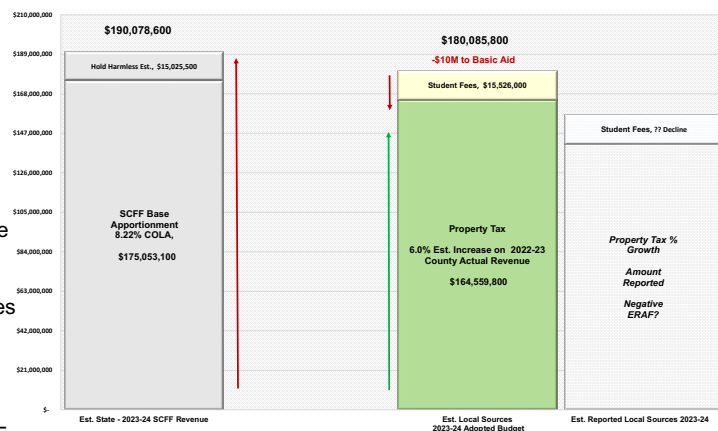 $210,000,000
$189,000,000
$168,000,000
$147,000,000
$126,000,000
$105,000,000
$84,000,000
$63,000,000
$42,000,000
$21,000,000
$-
e
es
$190,078,600
Hold Harmless Est., $15,025,500
SCFF Base
Apportionment
8.22% COLA,
$175,053,100
Est. State - 2023-24 SCFF Revenue
$180,085,800
-$10M to Basic Aid
Student Fees, $15,526,000
Property Tax
6.0% Est. Increase on 2022-23
County Actual Revenue
$164,559,800
Est. Local Sources
2023-24 Adopted Budget
Student Fees, ?? Decline
Property Tax %
Growth
Amount
Reported
Negative
ERAF?
Est. Reported Local Sources 2023-24